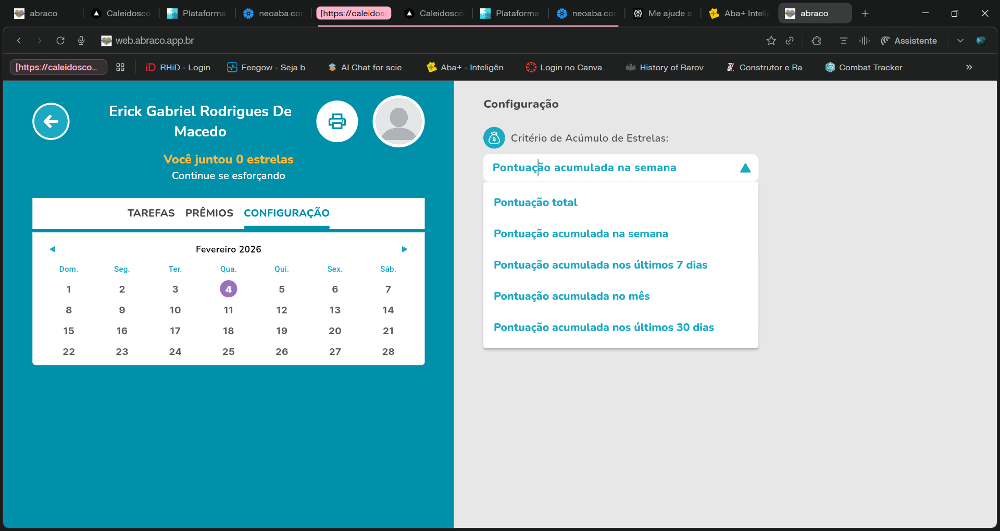 abraco
Caleidoscó
Plataforma
neoaba.con
[https://caleidosc
Caleidoscó
Plataforma
neoaba.con
Me ajude a
Aba+ Intelig
abraco
web.abraco.app.br
Assistente
[https://caleidosco...
RHiD - Login
Feegow - Seja b...
AI Chat for scie...
Aba+ - Inteligên...
Login no Canva...
History of Barov...
Construtor e Ra...
Combat Tracker...
Erick Gabriel Rodrigues De
Macedo
Você juntou 0 estrelas
Continue se esforçando
TAREFAS PRÊMIOS CONFIGURAÇÃO
Fevereiro 2026
Dom. Seg. Ter. Qua. Qui. Sex. Sáb.
1 2 3 4 5 6 7
8 9 10 11 12 13 14
15 16 17 18 19 20 21
22 23 24 25 26 27 28
Configuração
Critério de Acúmulo de Estrelas:
Pontuação acumulada na semana
Pontuação total
Pontuação acumulada na semana
Pontuação acumulada nos últimos 7 dias
Pontuação acumulada no mês
Pontuação acumulada nos últimos 30 dias